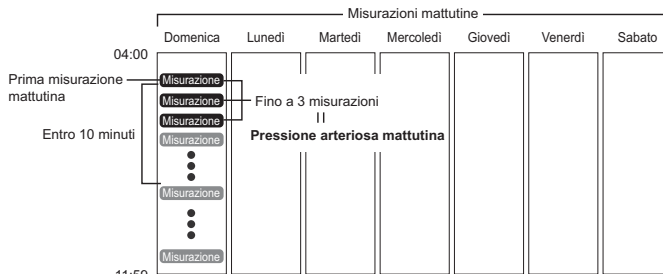 Misurazioni mattutine
Domenica Lunedì Martedì Mercoledì Giovedì Venerdì Sabato
04:00
Prima misurazione mattutina
Misurazione
Misurazione
Fino a 3 misurazioni
Misurazione
Entro 10 minuti
Misurazione
Pressione arteriosa mattutina
Misurazione
Misurazione